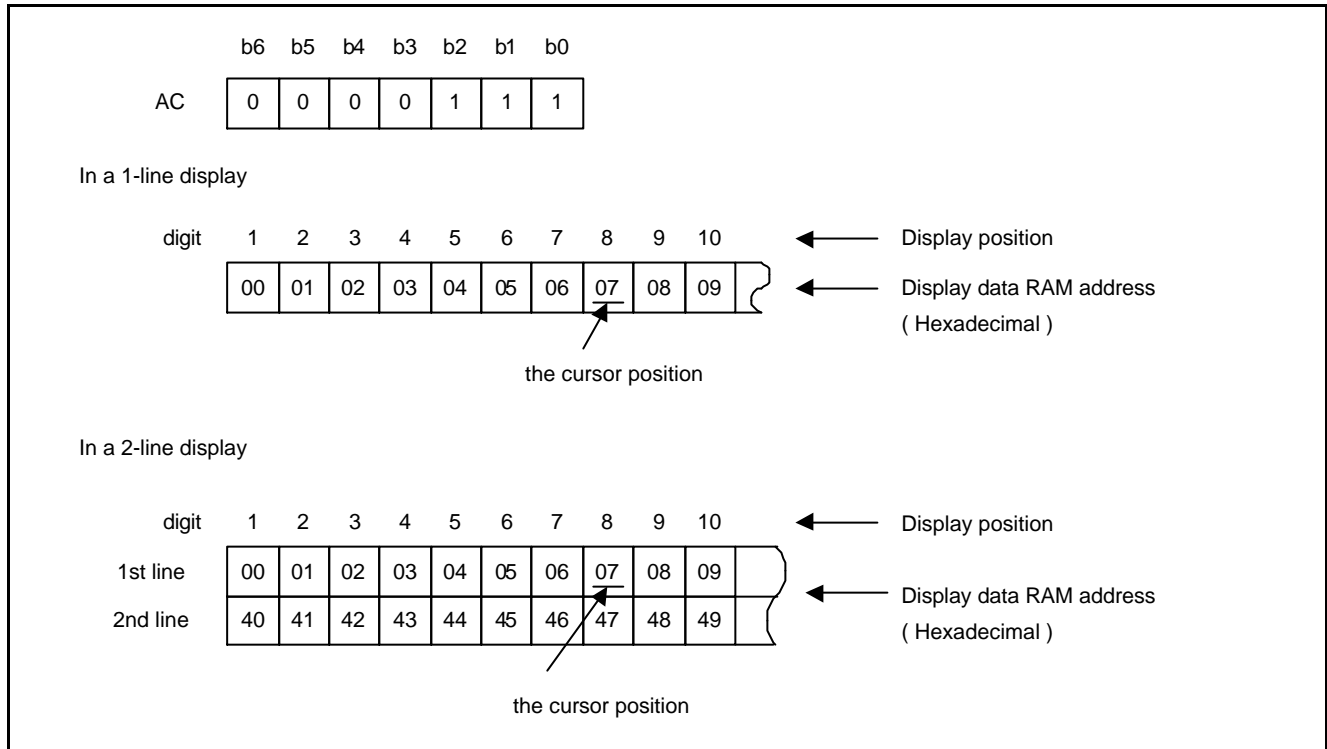 b6 b5 b4 b3 b2 b1 b0
AC 0 0 0 0 1 1 1
In a 1-line display
digit 1 2 3 4 5 6 7 8 9 10 Display position
00 01 02 03 04 05 06 07 08 09 Display data RAM address
( Hexadecimal )
the cursor position
In a 2-line display
digit 1 2 3 4 5 6 7 8 9 10 Display position
1st line 00 01 02 03 04 05 06 07 08 09
Display data RAM address
2nd line 40 41 42 43 44 45 46 47 48 49
( Hexadecimal )
the cursor position